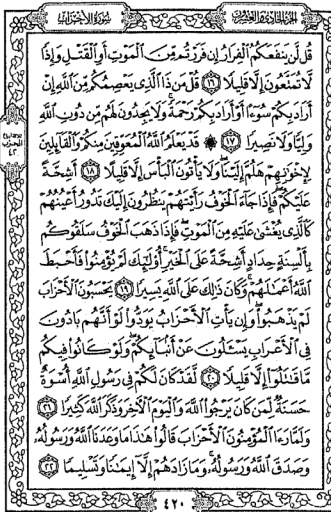 الجزء الحادي والعشرون
سورة الأحزاب
قُل لَّن يَنفَعَكُمُ الْفِرَارُ إِن فَرَرْتُم مِّنَ الْمَوْتِ أَوِ الْقَتْلِ وَإِذًا
لَّا تُمَتَّعُونَ إِلَّا قَلِيلًا ١٦ قُلْ مَن ذَا الَّذِي يَعْصِمُكُم مِّنَ اللَّهِ إِنْ
أَرَادَ بِكُمْ سُوءًا أَوْ أَرَادَ بِكُمْ رَحْمَةً وَلَا يَجِدُونَ لَهُم مِّن دُونِ اللَّهِ
وَلِيًّا وَلَا نَصِيرًا ١٧ ۞ قَدْ يَعْلَمُ اللَّهُ الْمُعَوِّقِينَ مِنكُمْ وَالْقَائِلِينَ
لِإِخْوَانِهِمْ هَلُمَّ إِلَيْنَا وَلَا يَأْتُونَ الْبَأْسَ إِلَّا قَلِيلًا ١٨ أَشِحَّةً
عَلَيْكُمْ فَإِذَا جَاءَ الْخَوْفُ رَأَيْتَهُمْ يَنظُرُونَ إِلَيْكَ تَدُورُ أَعْيُنُهُمْ
كَالَّذِي يُغْشَىٰ عَلَيْهِ مِنَ الْمَوْتِ فَإِذَا ذَهَبَ الْخَوْفُ سَلَقُوكُم
بِأَلْسِنَةٍ حِدَادٍ أَشِحَّةً عَلَى الْخَيْرِ أُولَٰئِكَ لَمْ يُؤْمِنُوا فَأَحْبَطَ
اللَّهُ أَعْمَالَهُمْ وَكَانَ ذَٰلِكَ عَلَى اللَّهِ يَسِيرًا ١٩ يَحْسَبُونَ الْأَحْزَابَ
لَمْ يَذْهَبُوا وَإِن يَأْتِ الْأَحْزَابُ يَوَدُّوا لَوْ أَنَّهُم بَادُونَ
فِي الْأَعْرَابِ يَسْأَلُونَ عَنْ أَنبَائِكُمْ وَلَوْ كَانُوا فِيكُم
مَّا قَاتَلُوا إِلَّا قَلِيلًا ٢٠ لَّقَدْ كَانَ لَكُمْ فِي رَسُولِ اللَّهِ أُسْوَةٌ
حَسَنَةٌ لِّمَن كَانَ يَرْجُو اللَّهَ وَالْيَوْمَ الْآخِرَ وَذَكَرَ اللَّهَ كَثِيرًا ٢١
وَلَمَّا رَأَى الْمُؤْمِنُونَ الْأَحْزَابَ قَالُوا هَٰذَا مَا وَعَدَنَا اللَّهُ وَرَسُولُهُ
وَصَدَقَ اللَّهُ وَرَسُولُهُ وَمَا زَادَهُمْ إِلَّا إِيمَانًا وَتَسْلِيمًا ٢٢
٤٢٠